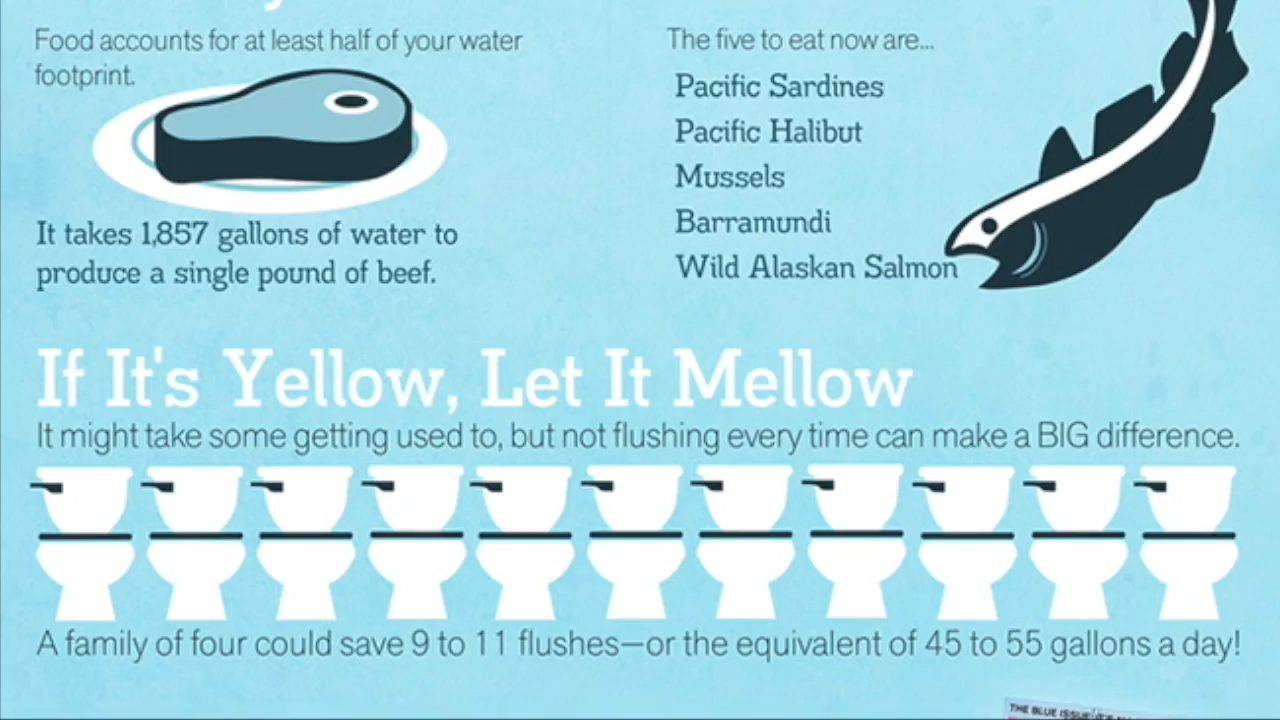 Food accounts for at least half of your water
footprint.
It takes 1,857 gallons of water to
produce a single pound of beef.
The five to eat now are...
Pacific Sardines
Pacific Halibut
Mussels
Barramundi
Wild Alaskan Salmon
If It's Yellow, Let It Mellow
It might take some getting used to, but not flushing every time can make a BIG difference.
A family of four could save 9 to 11 flushes—or the equivalent of 45 to 55 gallons a day!
THE BLUE ISSUE